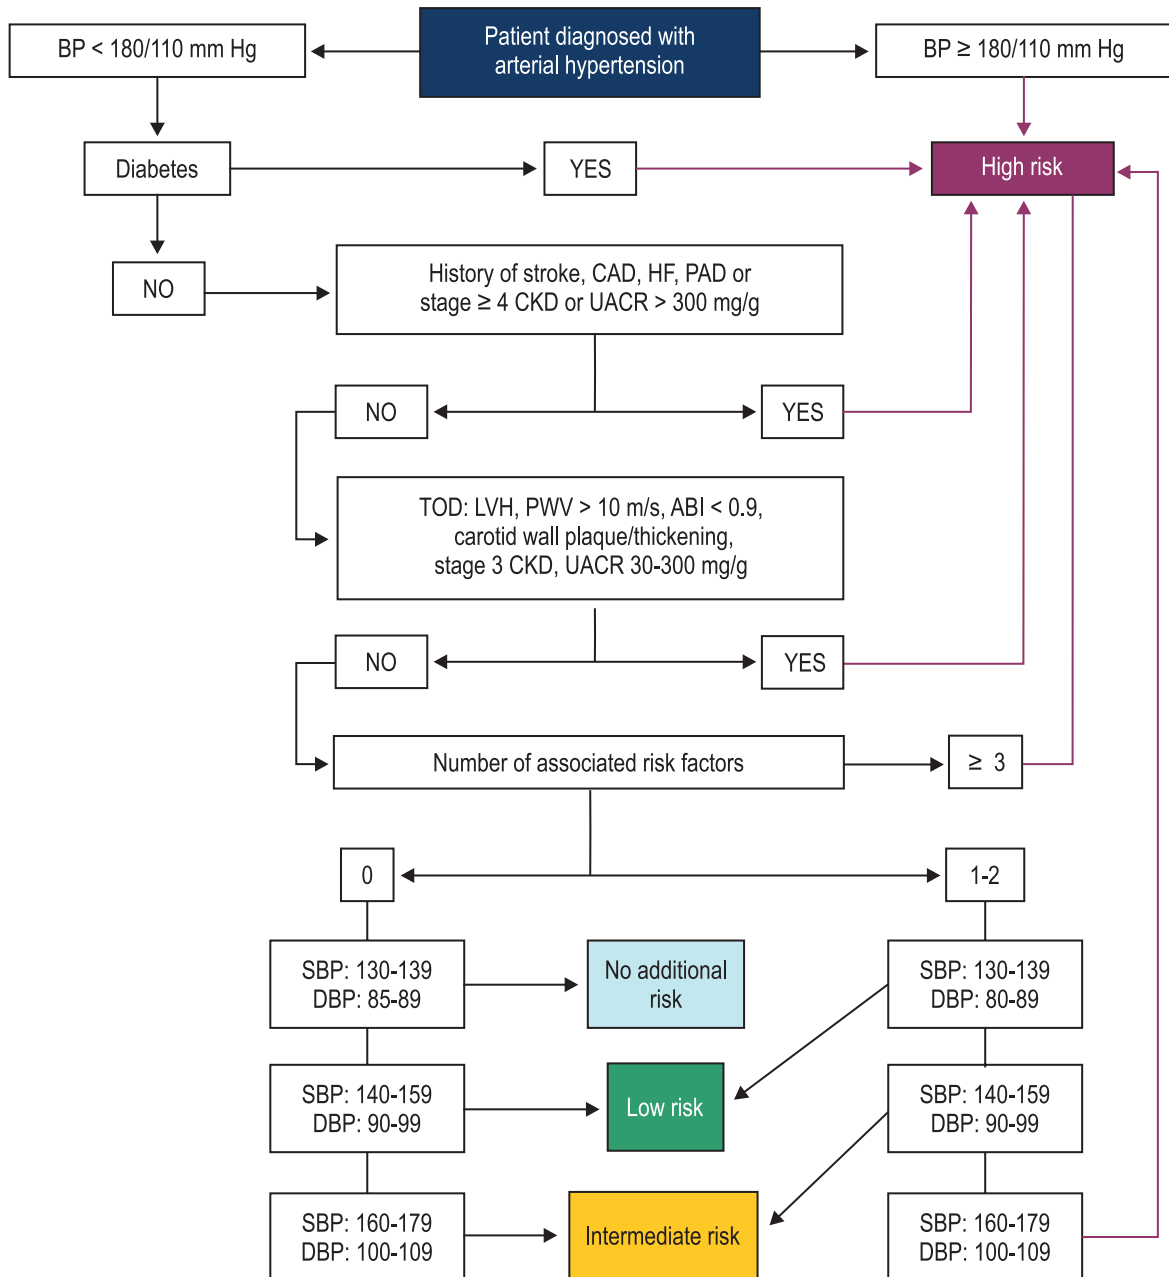 BP < 180/110 mm Hg
Patient diagnosed with
arterial hypertension
BP ≥ 180/110 mm Hg
Diabetes
YES
High risk
NO
History of stroke, CAD, HF, PAD or
stage ≥ 4 CKD or UACR > 300 mg/g
NO
YES
TOD: LVH, PWV > 10 m/s, ABI < 0.9,
carotid wall plaque/thickening,
stage 3 CKD, UACR 30-300 mg/g
NO
YES
Number of associated risk factors
≥ 3
0
1-2
SBP: 130-139
DBP: 85-89
No additional
risk
SBP: 130-139
DBP: 80-89
SBP: 140-159
DBP: 90-99
Low risk
SBP: 140-159
DBP: 90-99
SBP: 160-179
DBP: 100-109
Intermediate risk
SBP: 160-179
DBP: 100-109